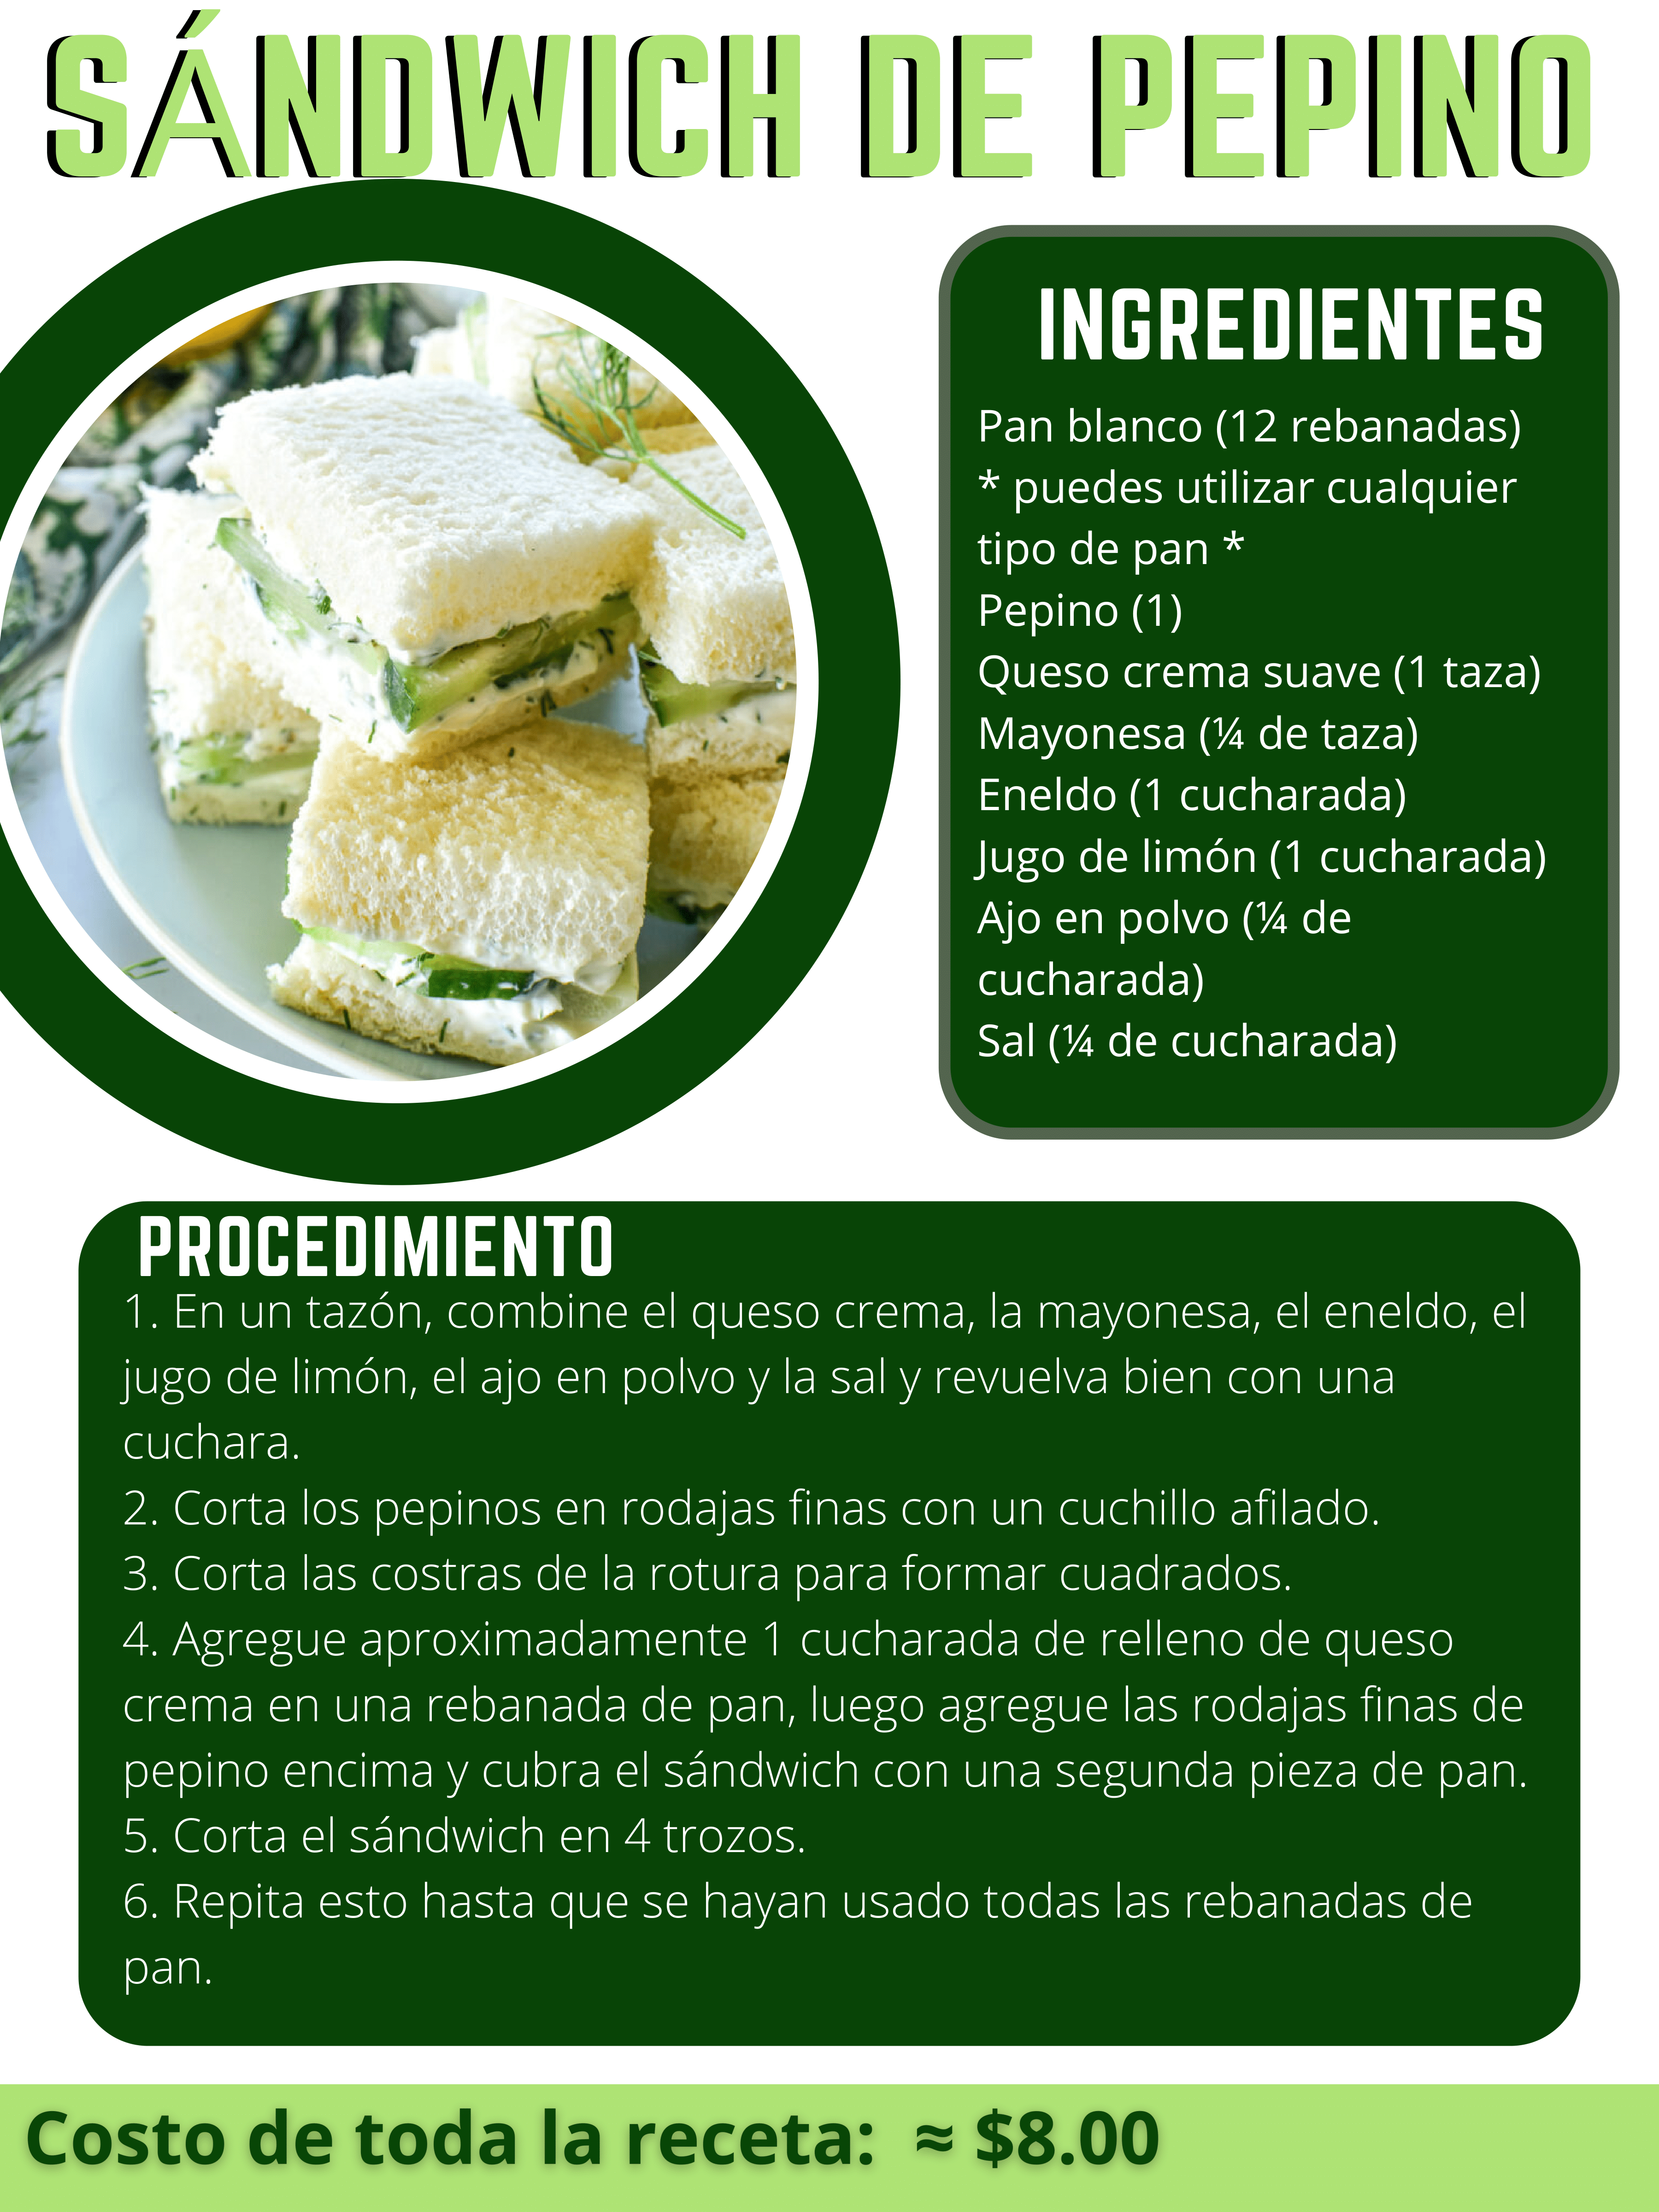 SÁNDWICH DE PEPINO
INGREDIENTES
Pan blanco (12 rebanadas)
* puedes utilizar cualquier
tipo de pan *
Pepino (1)
Queso crema suave (1 taza)
Mayonesa (¼ de taza)
Eneldo (1 cucharada)
Jugo de limón (1 cucharada)
Ajo en polvo (¼ de
cucharada)
Sal (¼ de cucharada)
PROCEDIMIENTO
1. En un tazón, combine el queso crema, la mayonesa, el eneldo, el
jugo de limón, el ajo en polvo y la sal y revuelva bien con una
cuchara.
2. Corta los pepinos en rodajas finas con un cuchillo afilado.
3. Corta las costras de la rotura para formar cuadrados.
4. Agregue aproximadamente 1 cucharada de relleno de queso
crema en una rebanada de pan, luego agregue las rodajas finas de
pepino encima y cubra el sándwich con una segunda pieza de pan.
5. Corta el sándwich en 4 trozos.
6. Repita esto hasta que se hayan usado todas las rebanadas de
pan.
Costo de toda la receta: ≈ $8.00